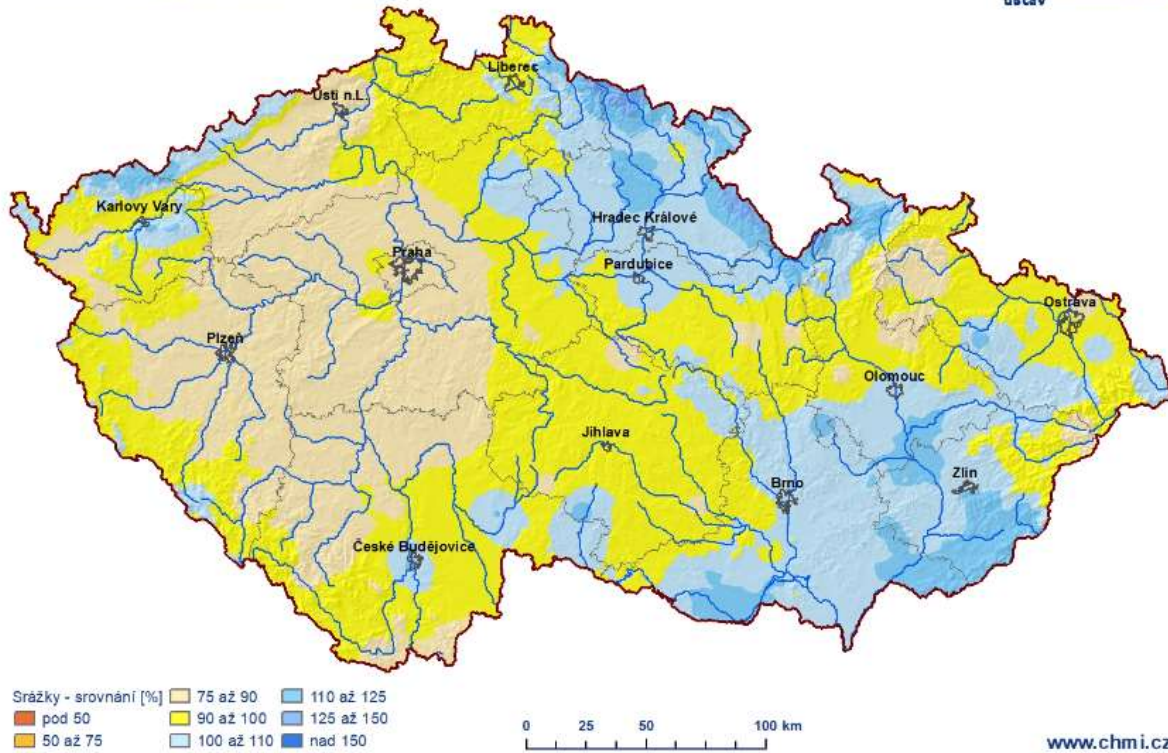 ústav
Liberec
Ústí n.L.
Karlovy Vary
Hradec Králové
Praha
Pardubice
Ostrava
Plzeň
Olomouc
Jihlava
Zlín
Brno
České Budějovice
Srážky - srovnání [%]
75 až 90
110 až 125
pod 50
90 až 100
125 až 150
50 až 75
100 až 110
nad 150
0 25 50 100 km
www.chmi.cz